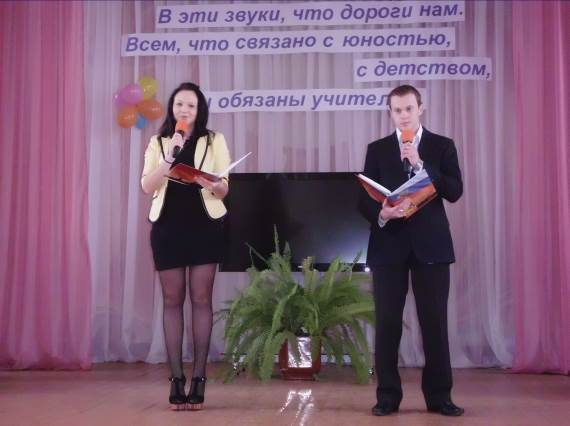 В эти звуки, что дороги нам.
Всем, что связано с юностью,
с детством,
обязаны